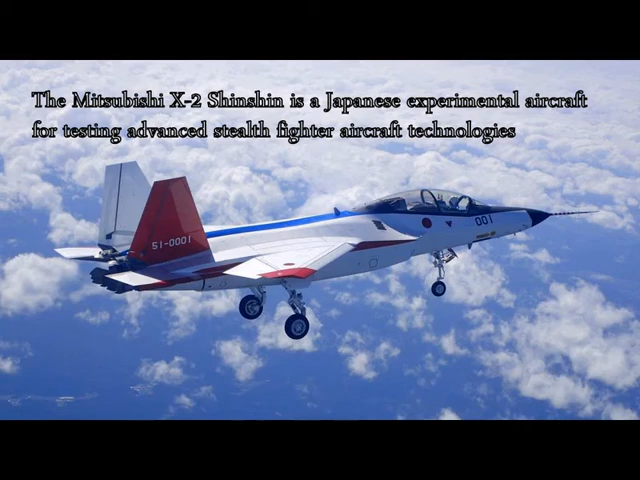 The Mitsubishi X-2 Shinshin is a Japanese experimental aircraft
for testing advanced stealth fighter aircraft technologies
51-0001
001